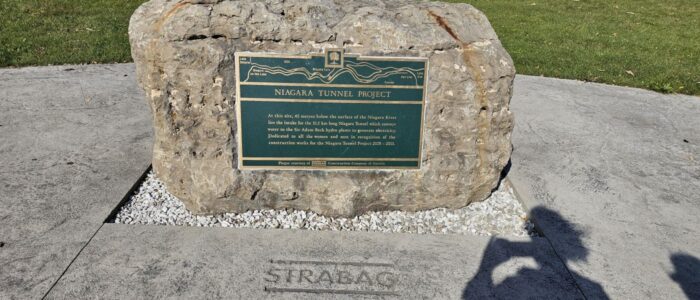 NIAGARA TUNNEL PROJECT
At this site, 45 metres below the surface of the Niagara River
lies the intake for the 10.2 km long Niagara Tunnel which conveys
water to the Sir Adam Beck hydro plants to generate electricity.
Dedicated to all the women and men in recognition of the
construction works for the Niagara Tunnel Project 2005 - 2013.
Plaque courtesy of STRABAG Construction Company of Austria
STRABAG